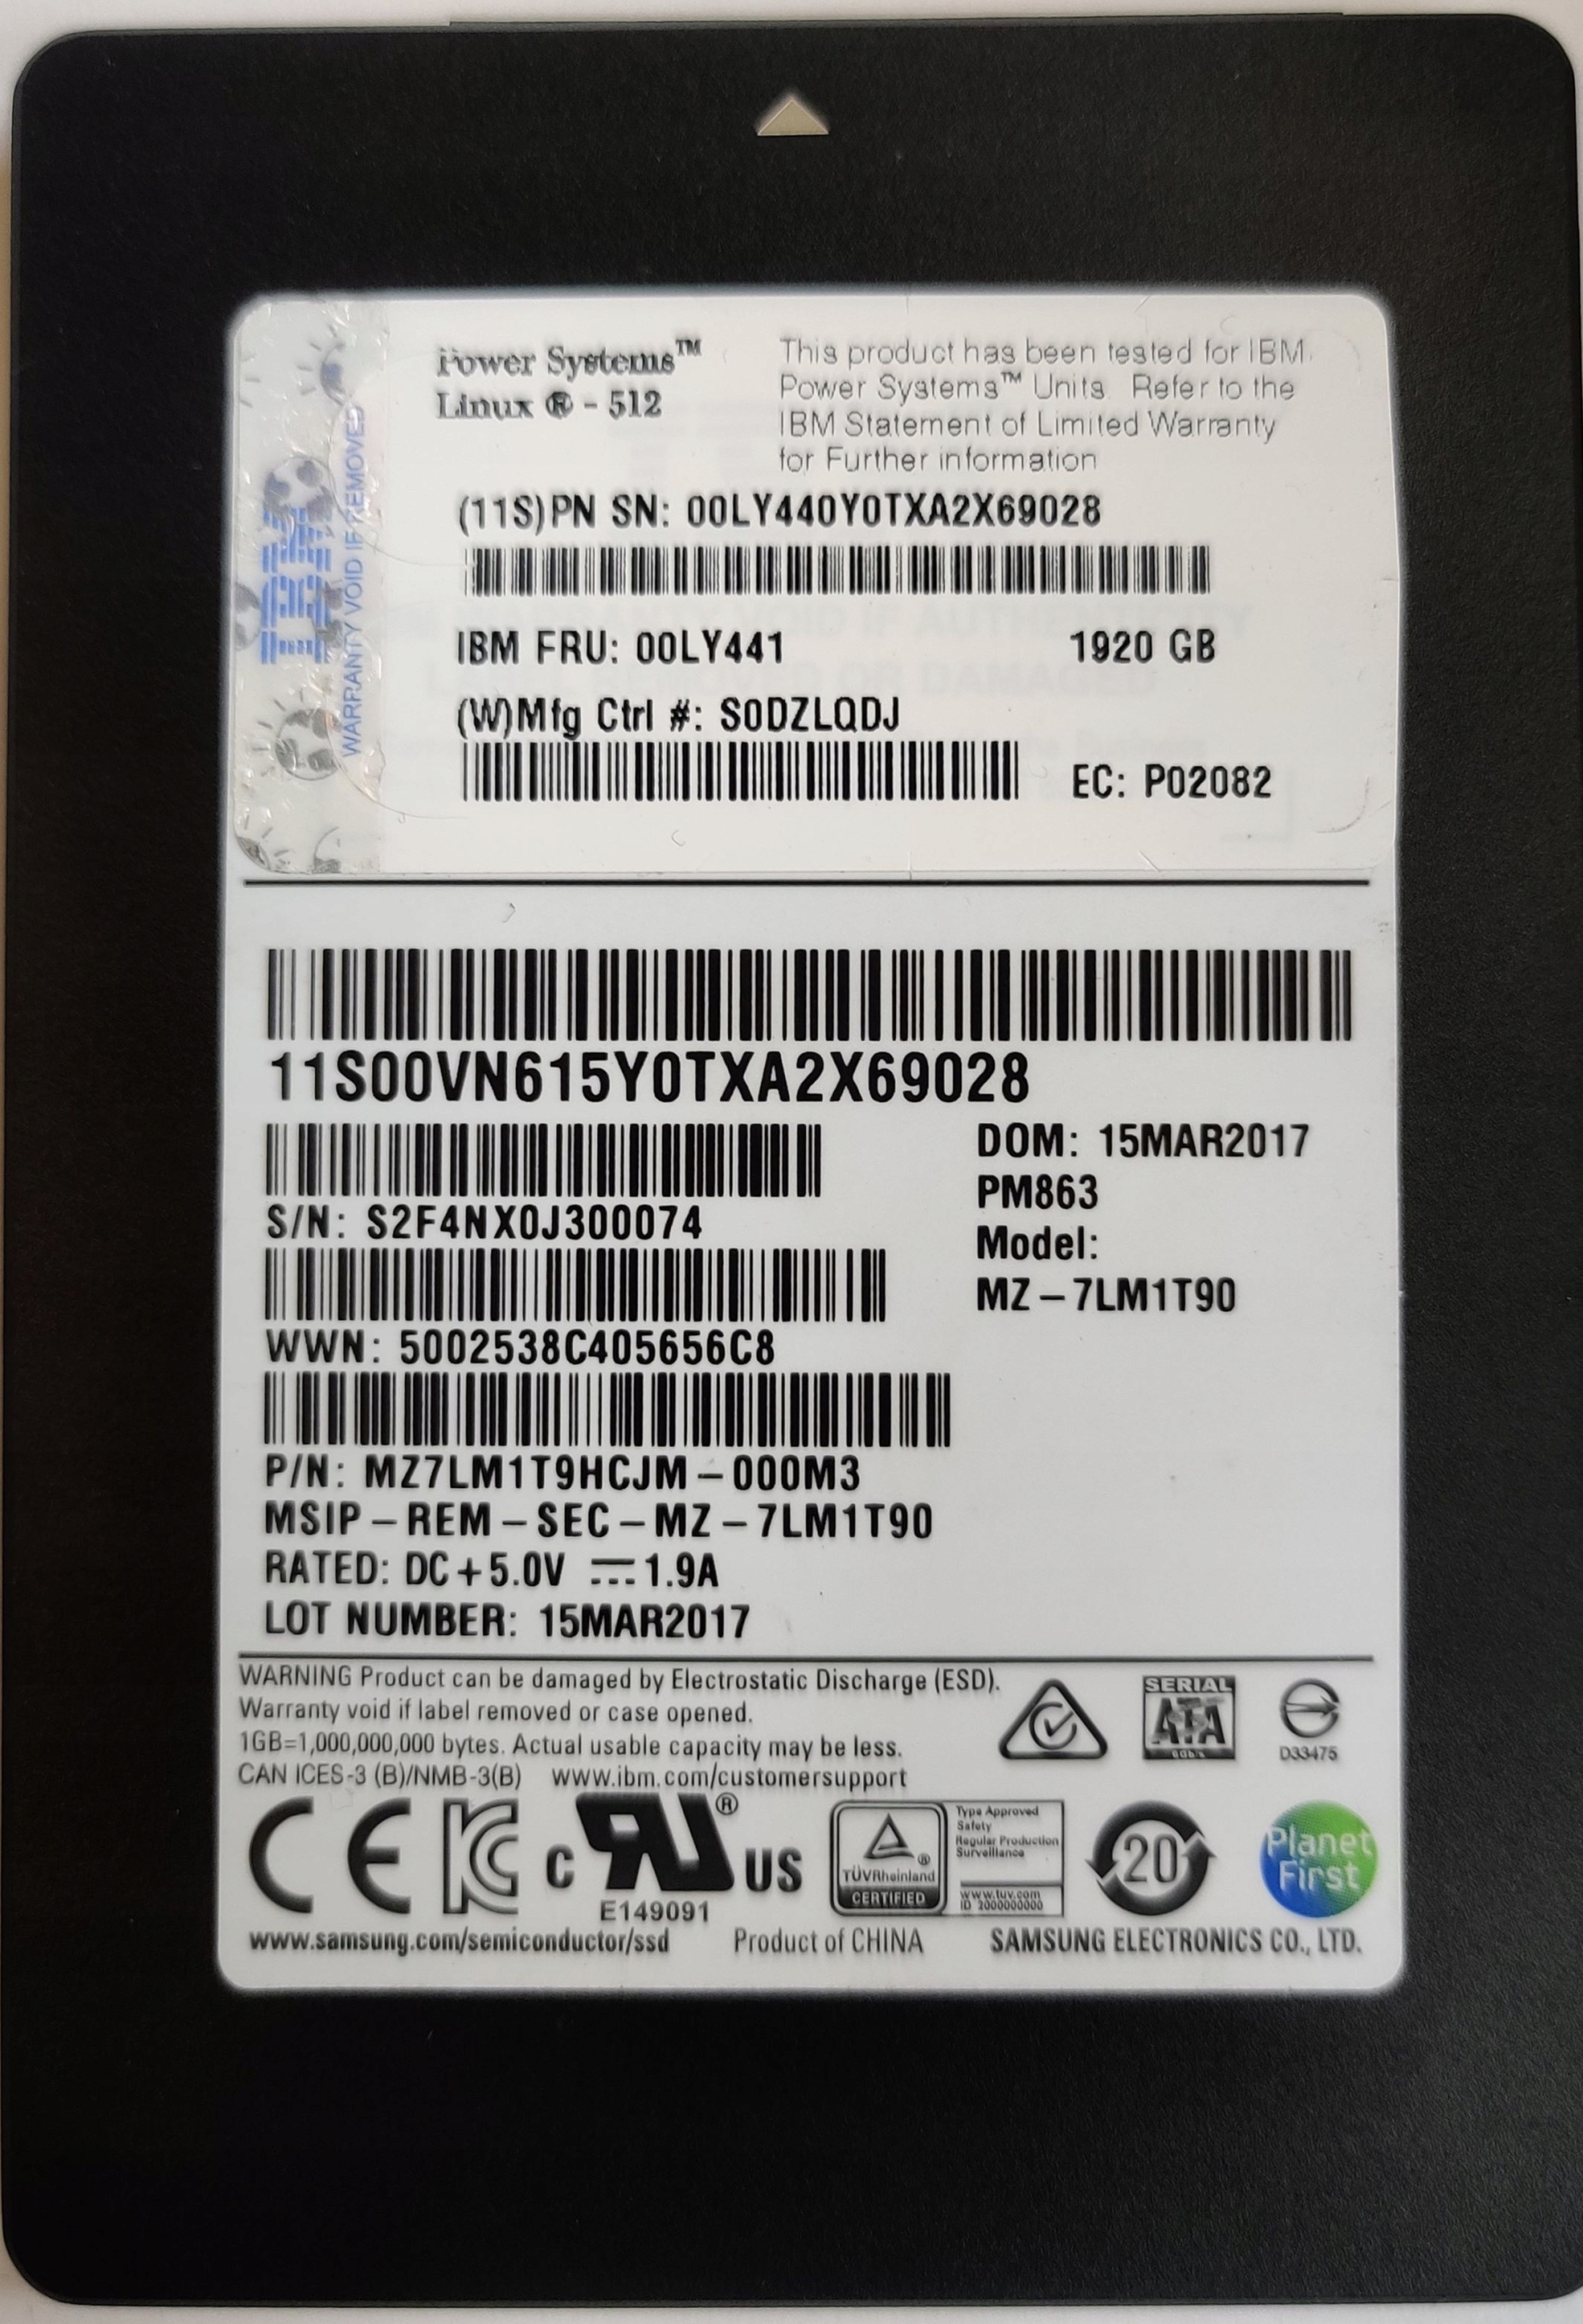 Power Systems™
Linux ® - 512
This product has been tested for IBM
Power Systems™ Units. Refer to the
IBM Statement of Limited Warranty
for Further information
IBM
WARRANTY VOID IF REMOVED
(11S)PN SN: 00LY440Y0TXA2X69028
IBM FRU: 00LY441
1920 GB
(W)Mfg Ctrl #: S0DZLQDJ
EC: P02082
11S00VN615Y0TXA2X69028
DOM: 15MAR2017
PM863
Model:
MZ-7LM1T90
S/N: S2F4NX0J300074
WWN: 5002538C405656C8
P/N: MZ7LM1T9HCJM-000M3
MSIP-REM-SEC-MZ-7LM1T90
RATED: DC+5.0V ⎓ 1.9A
LOT NUMBER: 15MAR2017
WARNING Product can be damaged by Electrostatic Discharge (ESD).
Warranty void if label removed or case opened.
1GB=1,000,000,000 bytes. Actual usable capacity may be less.
CAN ICES-3 (B)/NMB-3(B) www.ibm.com/customersupport
SERIAL
ATA
6Gb/s
D33475
CE
KC
c RU ® US
E149091
TÜVRheinland ®
CERTIFIED
Type Approved
Safety
Regular Production
Surveillance
www.tuv.com
ID 2000000000
20
Planet
First
www.samsung.com/semiconductor/ssd
Product of CHINA
SAMSUNG ELECTRONICS CO., LTD.